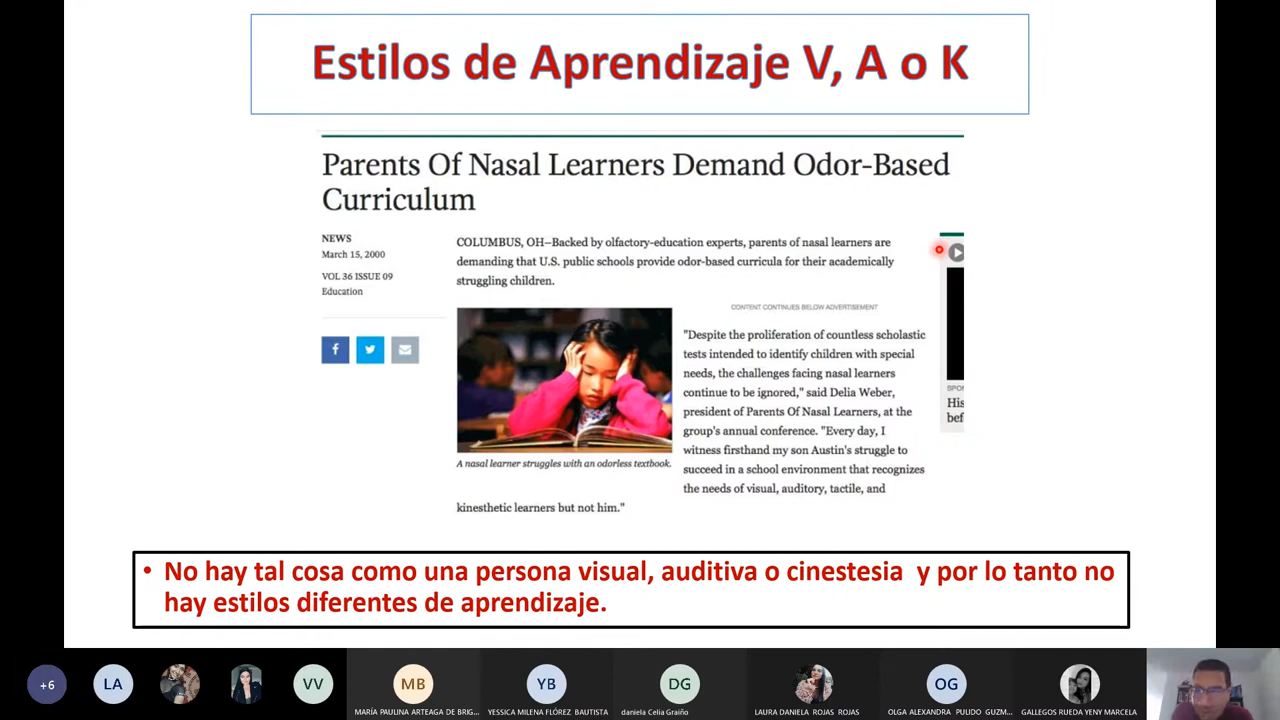 Estilos de Aprendizaje V, A o K
Parents Of Nasal Learners Demand Odor-Based
Curriculum
NEWS
March 15, 2000
VOL 36 ISSUE 09
Education
COLUMBUS, OH–Backed by olfactory-education experts, parents of nasal learners are
demanding that U.S. public schools provide odor-based curricula for their academically
struggling children.
CONTENT CONTINUES BELOW ADVERTISEMENT
"Despite the proliferation of countless scholastic
tests intended to identify children with special
needs, the challenges facing nasal learners
continue to be ignored," said Delia Weber,
president of Parents Of Nasal Learners, at the
group's annual conference. "Every day, I
witness firsthand my son Austin's struggle to
succeed in a school environment that recognizes
the needs of visual, auditory, tactile, and
kinesthetic learners but not him."
A nasal learner struggles with an odorless textbook.
SPO
His
bef
• No hay tal cosa como una persona visual, auditiva o cinestesia y por lo tanto no
hay estilos diferentes de aprendizaje.
+6
LA
VV
MB
YB
DG
OG
MARÍA PAULINA ARTEAGA DE BRIG...
YESSICA MILENA FLÓREZ BAUTISTA
daniela Celia Graiño
LAURA DANIELA ROJAS ROJAS
OLGA ALEXANDRA PULIDO GUZM...
GALLEGOS RUEDA YENY MARCELA